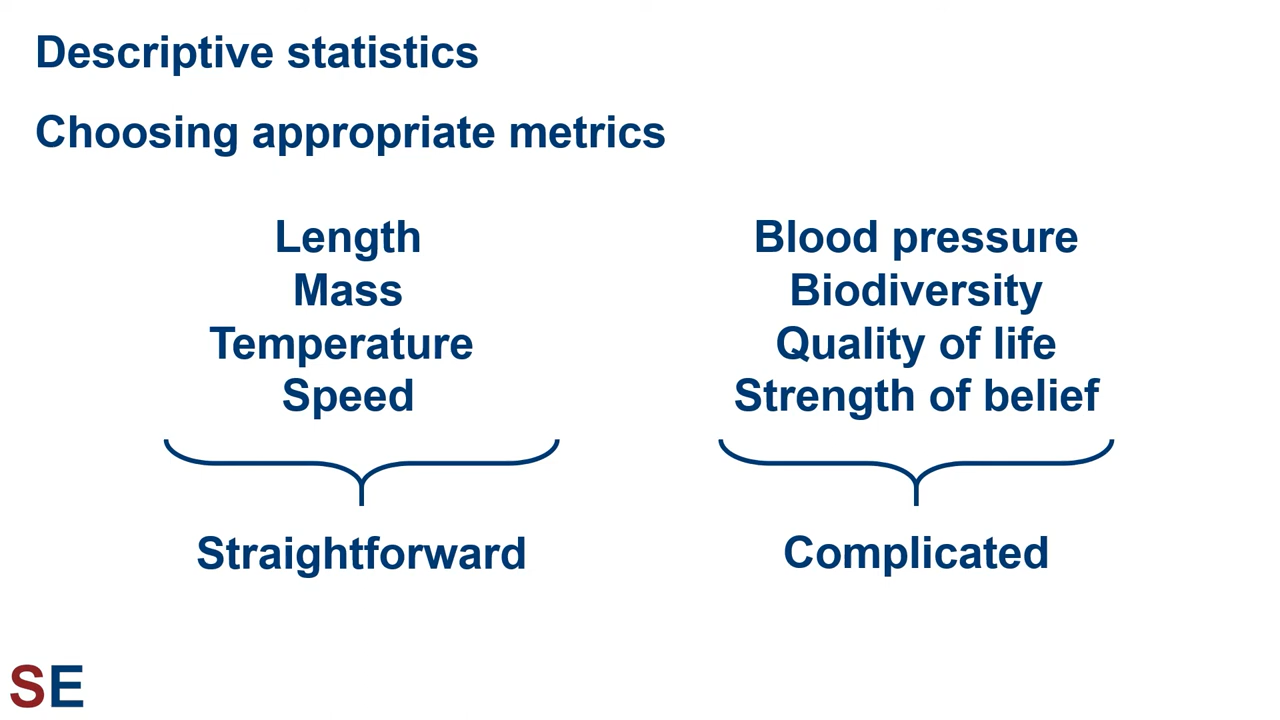 Descriptive statistics
Choosing appropriate metrics
Length
Mass
Temperature
Speed
Straightforward
Blood pressure
Biodiversity
Quality of life
Strength of belief
Complicated
SE